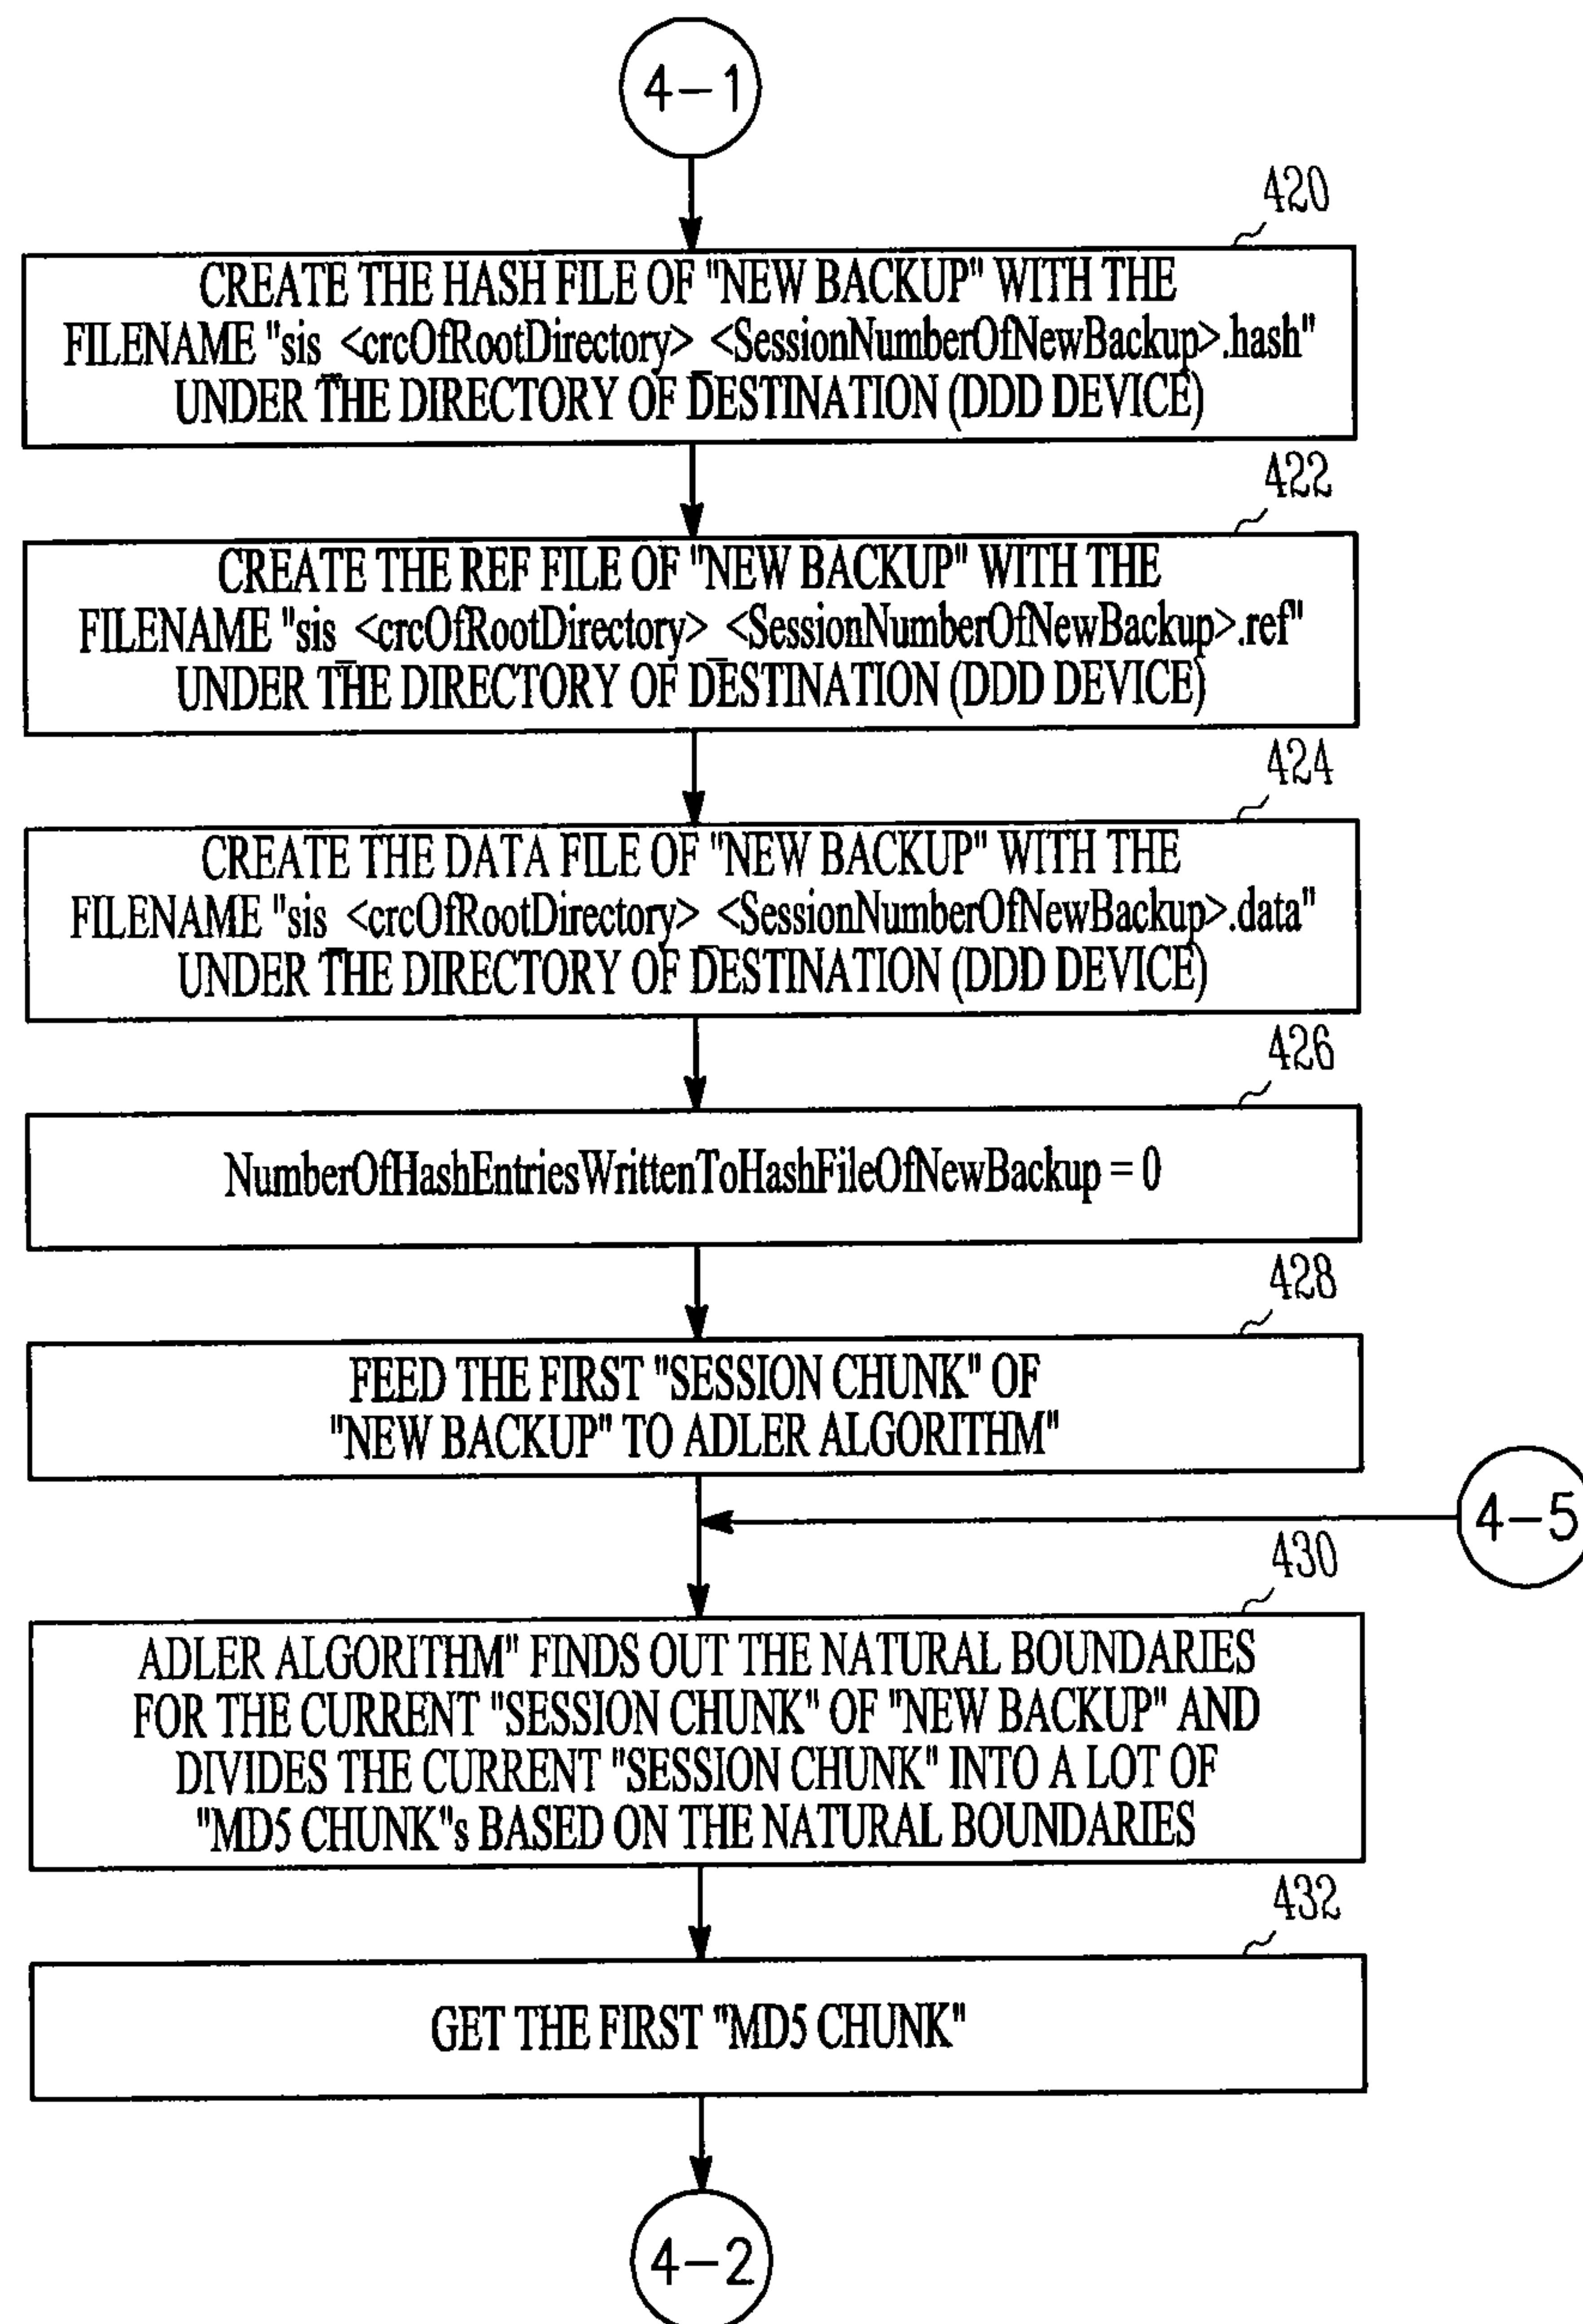 4-1
420
CREATE THE HASH FILE OF "NEW BACKUP" WITH THE
FILENAME "sis_<crcOfRootDirectory>_<SessionNumberOfNewBackup>.hash"
UNDER THE DIRECTORY OF DESTINATION (DDD DEVICE)
422
CREATE THE REF FILE OF "NEW BACKUP" WITH THE
FILENAME "sis_<crcOfRootDirectory>_<SessionNumberOfNewBackup>.ref"
UNDER THE DIRECTORY OF DESTINATION (DDD DEVICE)
424
CREATE THE DATA FILE OF "NEW BACKUP" WITH THE
FILENAME "sis_<crcOfRootDirectory>_<SessionNumberOfNewBackup>.data"
UNDER THE DIRECTORY OF DESTINATION (DDD DEVICE)
426
NumberOfHashEntriesWrittenToHashFileOfNewBackup = 0
428
FEED THE FIRST "SESSION CHUNK" OF
"NEW BACKUP" TO ADLER ALGORITHM"
4-5
430
ADLER ALGORITHM" FINDS OUT THE NATURAL BOUNDARIES
FOR THE CURRENT "SESSION CHUNK" OF "NEW BACKUP" AND
DIVIDES THE CURRENT "SESSION CHUNK" INTO A LOT OF
"MD5 CHUNK"s BASED ON THE NATURAL BOUNDARIES
432
GET THE FIRST "MD5 CHUNK"
4-2